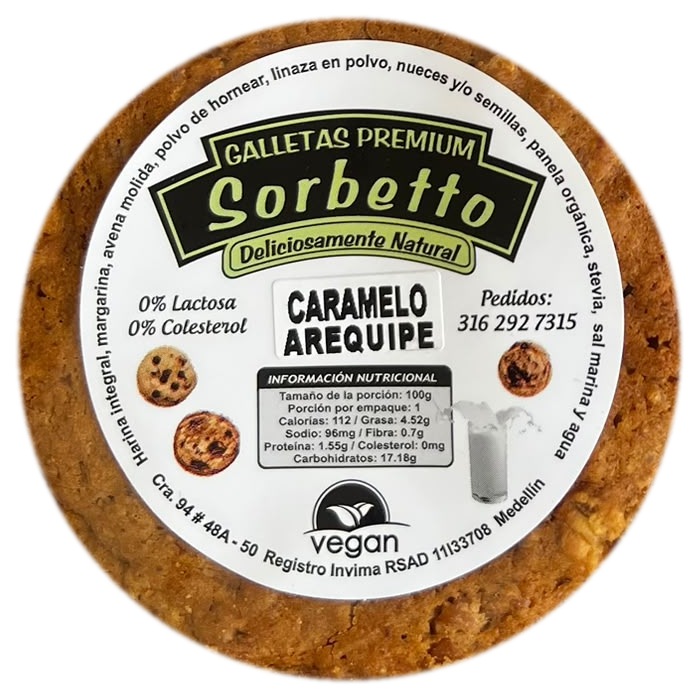 Harina integral, margarina, avena molida, polvo de hornear, linaza en polvo, nueces y/o semillas, panela orgánica, stevia, sal marina y agua
GALLETAS PREMIUM
Sorbetto
Deliciosamente Natural
0% Lactosa
0% Colesterol
CARAMELO
AREQUIPE
Pedidos:
316 292 7315
INFORMACIÓN NUTRICIONAL
Tamaño de la porción: 100g
Porción por empaque: 1
Calorías: 112 / Grasa: 4.52g
Sodio: 96mg / Fibra: 0.7g
Proteína: 1.55g / Colesterol: 0mg
Carbohidratos: 17.18g
vegan
Cra. 94 # 48A - 50 Registro Invima RSAD 11I33708 Medellín